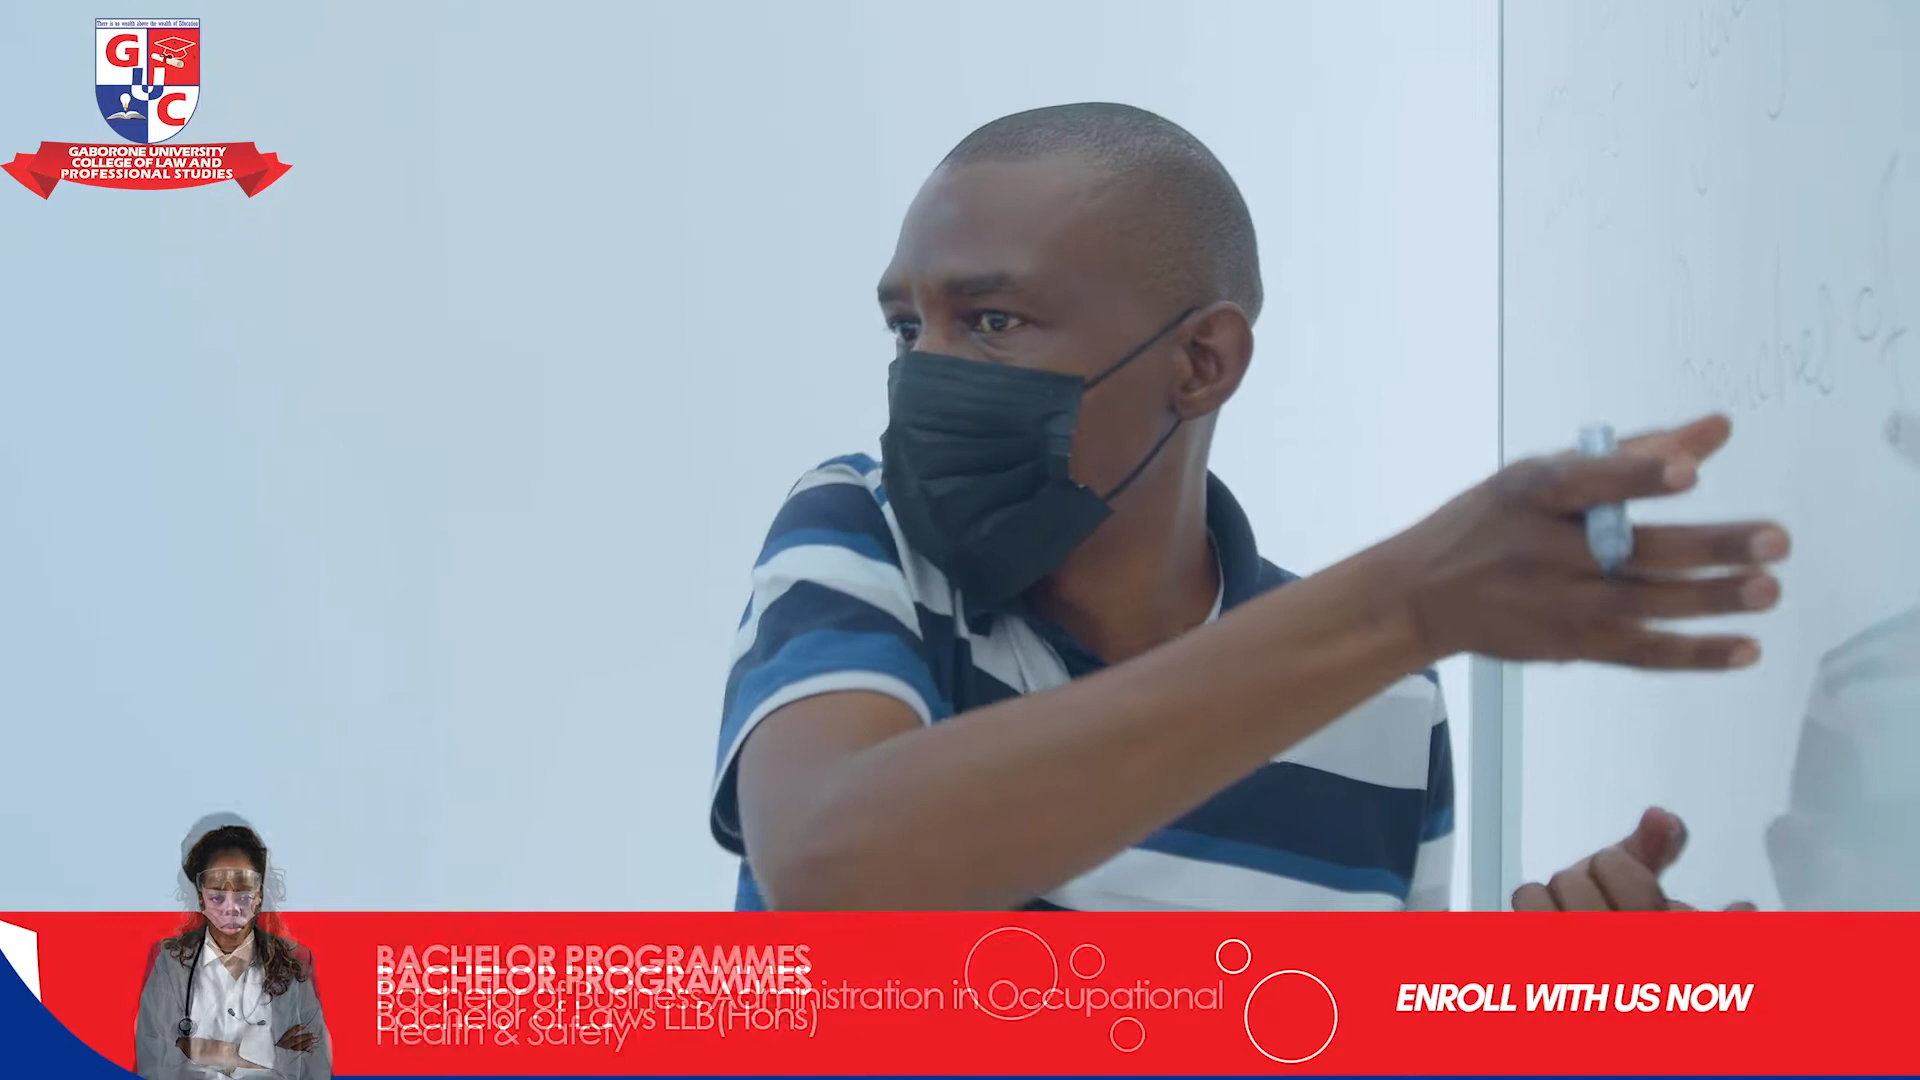 There is no wealth above the wealth of Education
G U C
GABORONE UNIVERSITY
COLLEGE OF LAW AND
PROFESSIONAL STUDIES
branches of
BACHELOR PROGRAMMES
BACHELOR PROGRAMMES
Bachelor of Business Administration in Occupational
Bachelor of Laws LLB(Hons)
Health & Safety
ENROLL WITH US NOW